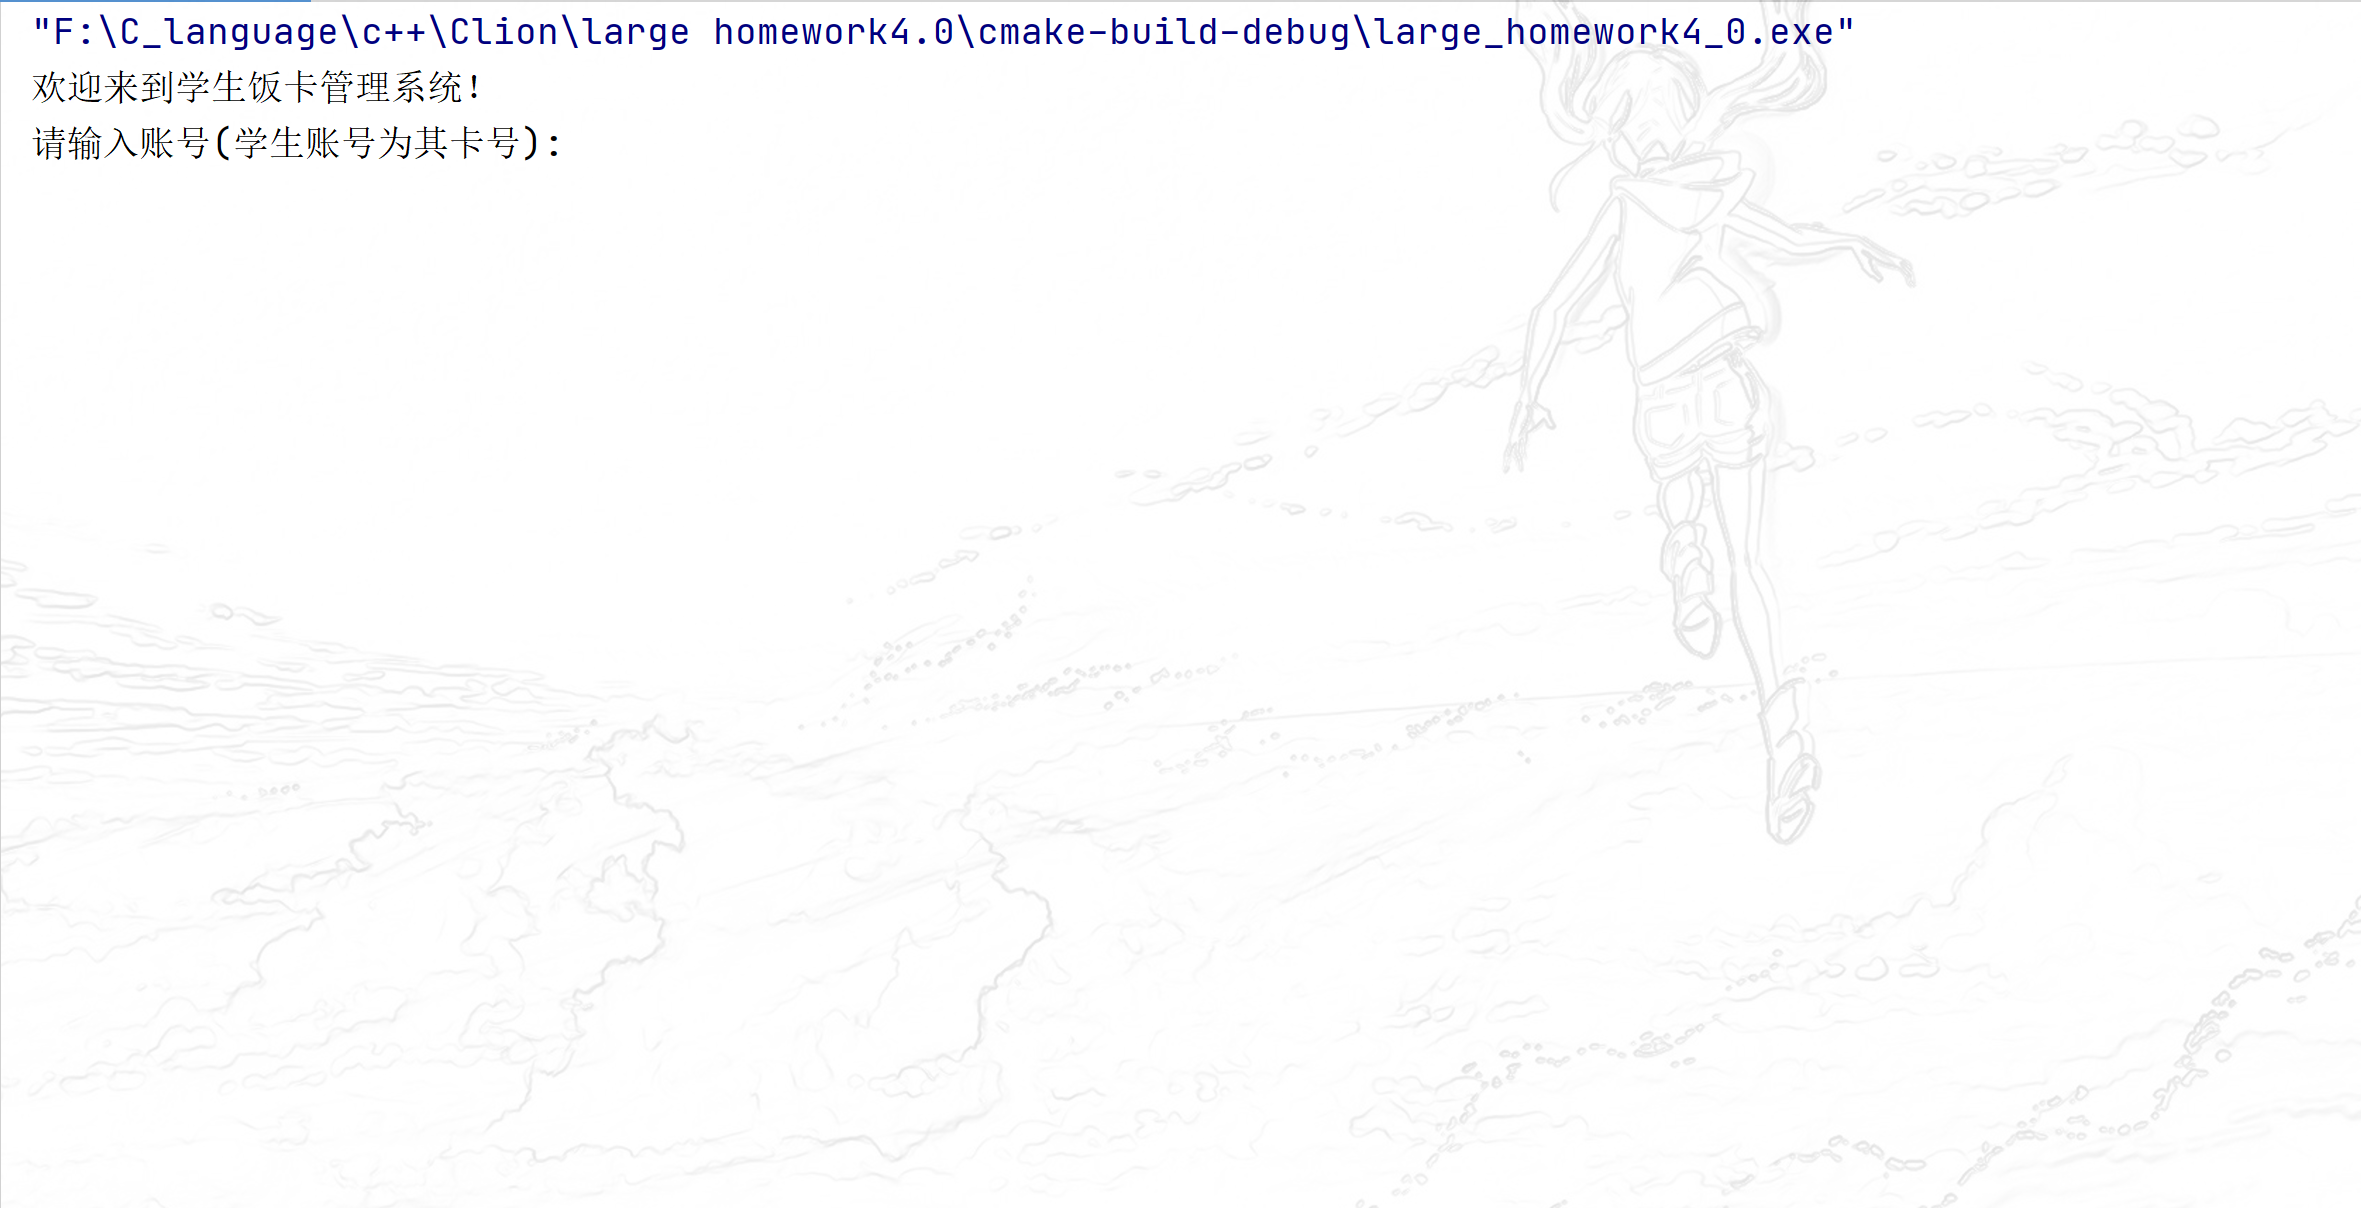 "F:\C_language\c++\Clion\large homework4.0\cmake-build-debug\large_homework4_0.exe"
欢迎来到学生饭卡管理系统!
请输入账号(学生账号为其卡号):